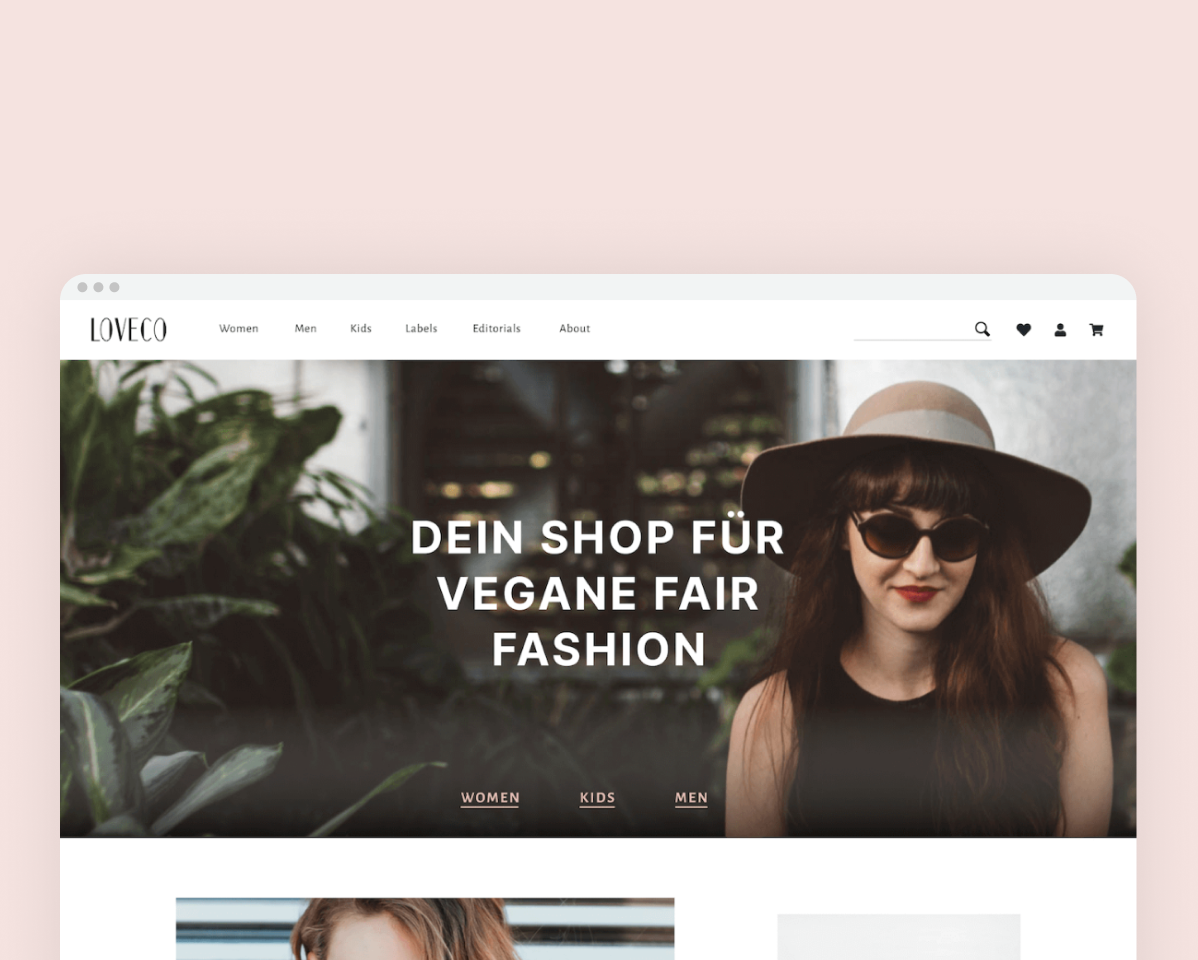 LOVECO
Women Men Kids Labels Editorials About
DEIN SHOP FÜR
VEGANE FAIR
FASHION
WOMEN KIDS MEN